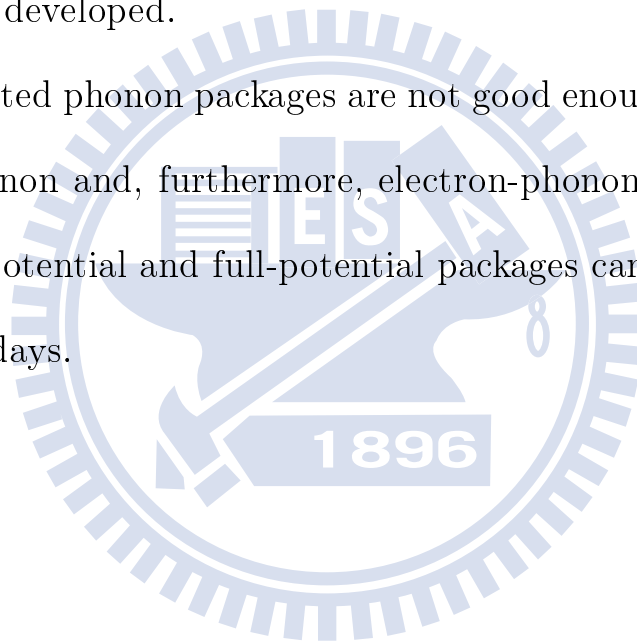 developed.
ted phonon packages are not good enou
non and, furthermore, electron-phonon
otential and full-potential packages can
days.
E S A
1896